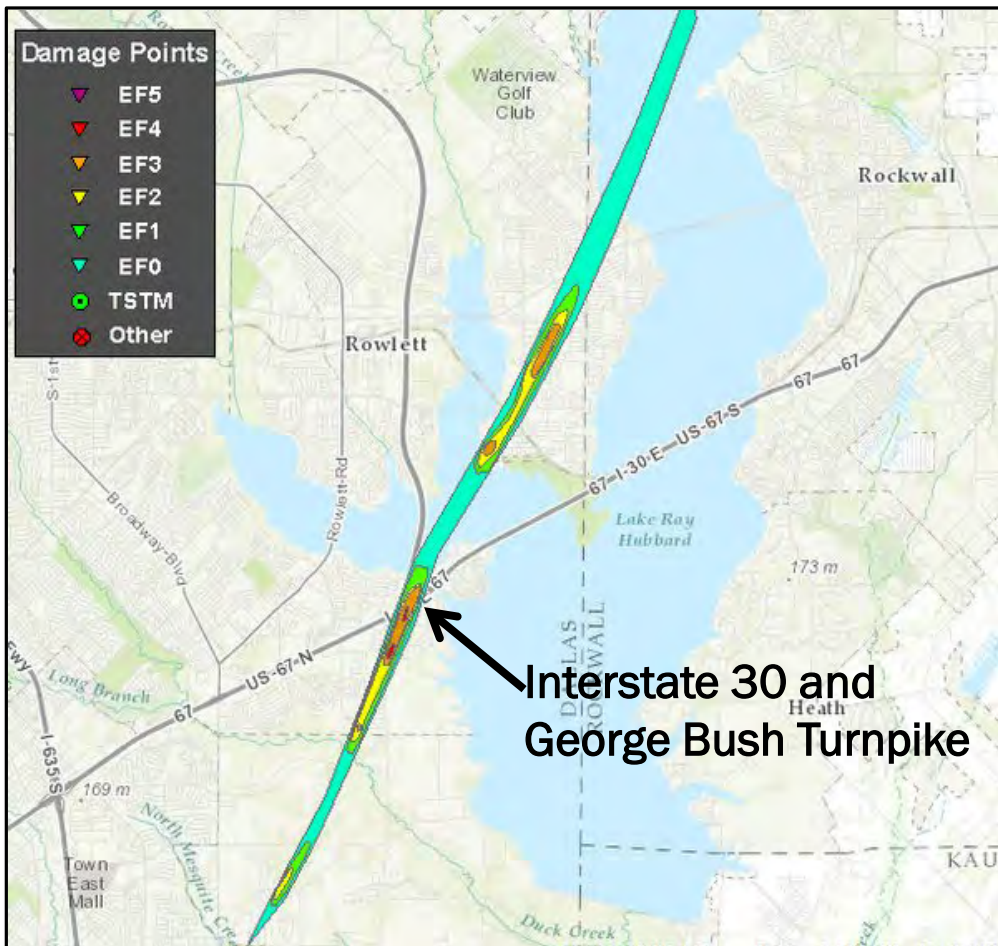 Damage Points
EF5
EF4
EF3
EF2
EF1
EF0
TSTM
Other
Creek
Waterview
Golf
Club
Rockwall
Rowlett
S-1st
Rowlett-Rd
Broadway-Blvd
67
67
US-67-S
I-30-E
67
Lake Ray
Hubbard
173 m
67
US-67-N
67
Long Branch
I-635-S
169 m
DALLAS
ROCKWALL
Interstate 30 and
George Bush Turnpike
Heath
North Mesquite Creek
Town
East
Mall
KAU
Duck Creek